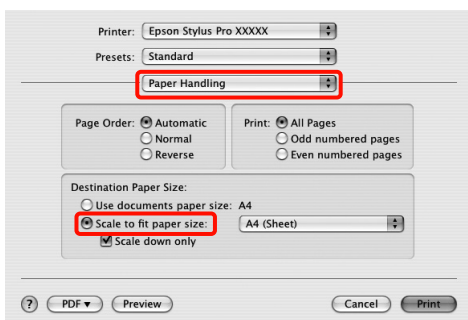 Printer: Epson Stylus Pro XXXXX
Presets: Standard
Paper Handling
Page Order: Automatic
Normal
Reverse
Print: All Pages
Odd numbered pages
Even numbered pages
Destination Paper Size:
Use documents paper size: A4
Scale to fit paper size: A4 (Sheet)
Scale down only
? PDF ▼ Preview Cancel Print